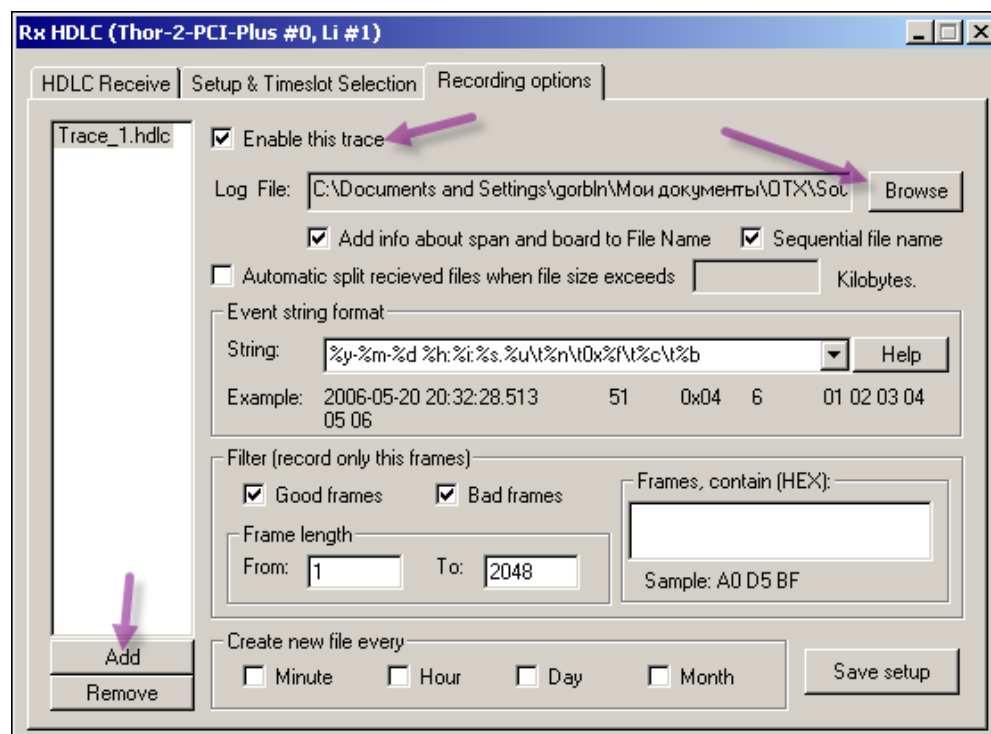 Rx HDLC (Thor-2-PCI-Plus #0, Li #1)
HDLC Receive Setup & Timeslot Selection Recording options
Trace_1.hdlc
Enable this trace
Log File: C:\Documents and Settings\gorbln\Мои документы\OTX\Sou Browse
Add info about span and board to File Name Sequential file name
Automatic split recieved files when file size exceeds Kilobytes.
Event string format
String: %y-%m-%d %h:%i:%s.%u\t%n\t0x%f\t%c\t%b Help
Example: 2006-05-20 20:32:28.513 51 0x04 6 01 02 03 04
05 06
Filter (record only this frames)
Good frames Bad frames
Frames, contain (HEX):
Frame length
From: 1 To: 2048
Sample: A0 D5 BF
Add
Remove
Create new file every
Minute Hour Day Month
Save setup